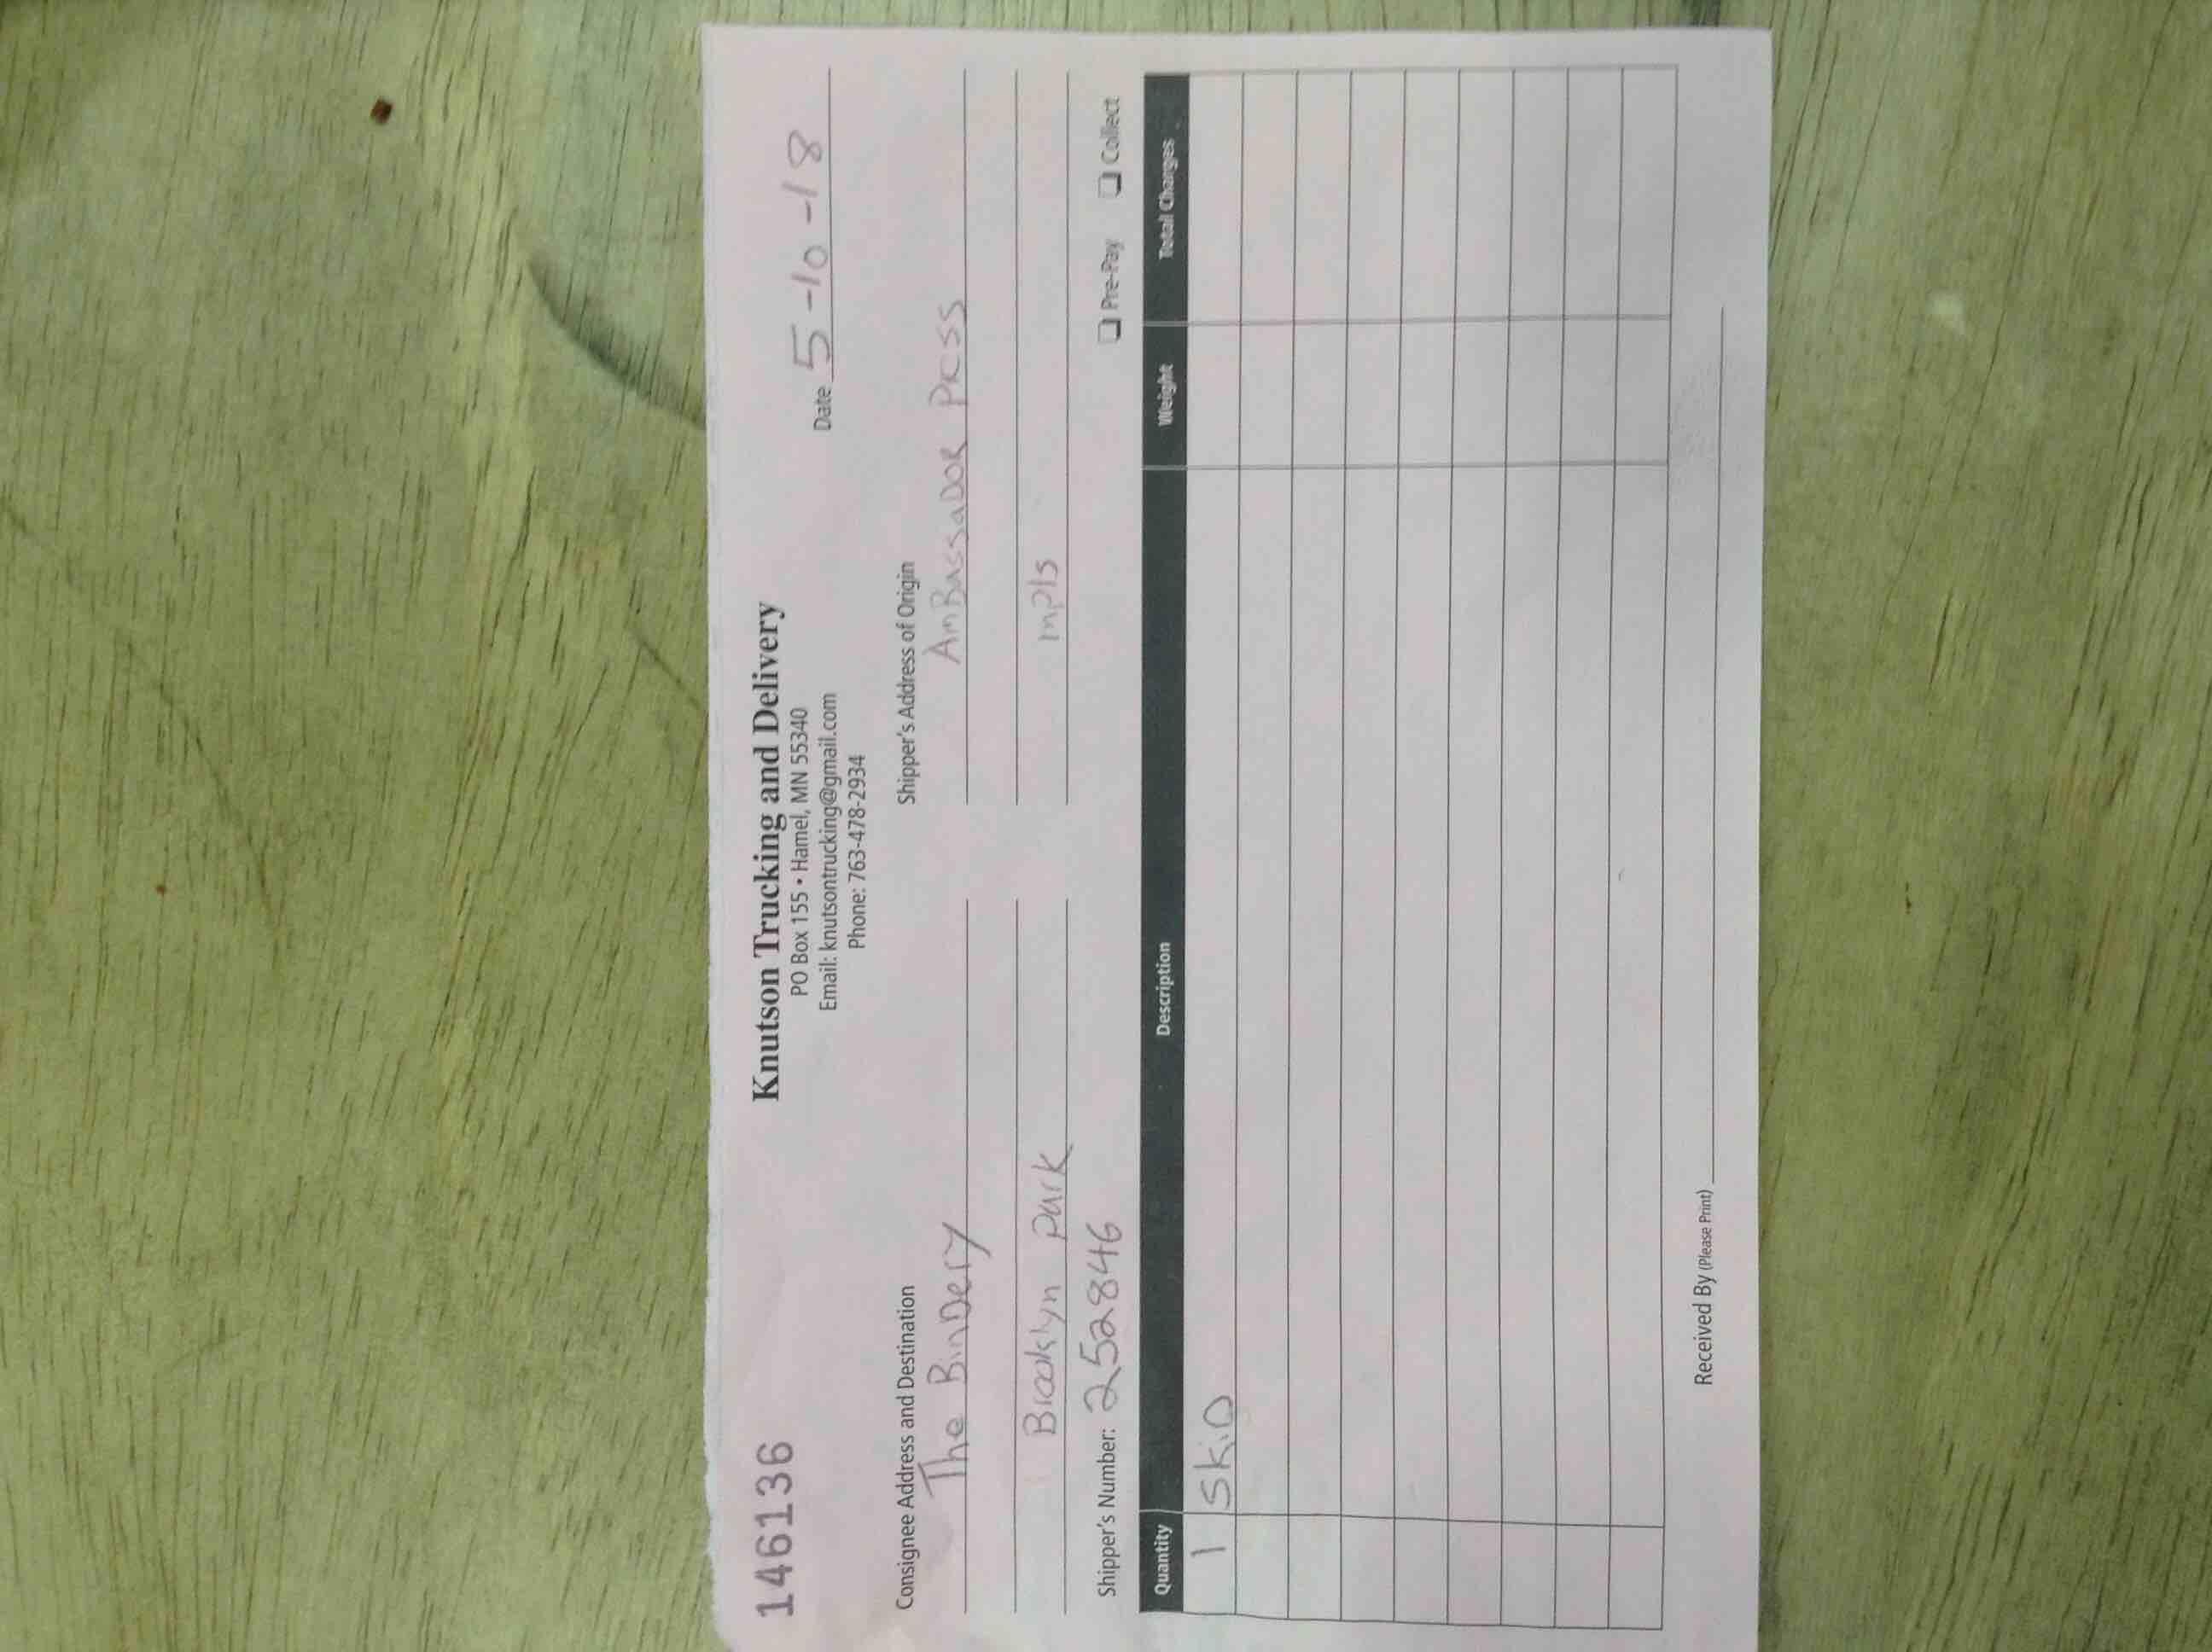 146136
Knutson Trucking and Delivery
PO Box 155 • Hamel, MN 55340
Email: knutsontrucking@gmail.com
Phone: 763-478-2934
Date 5-10-18
Consignee Address and Destination
The Bindery
Brooklyn Park
Shipper's Address of Origin
AmBassaDOR Press
mpls
Shipper's Number: 252846
❑ Pre-Pay ❑ Collect
Quantity Description Weight Total Charges
1 SkiD
Received By (Please Print)